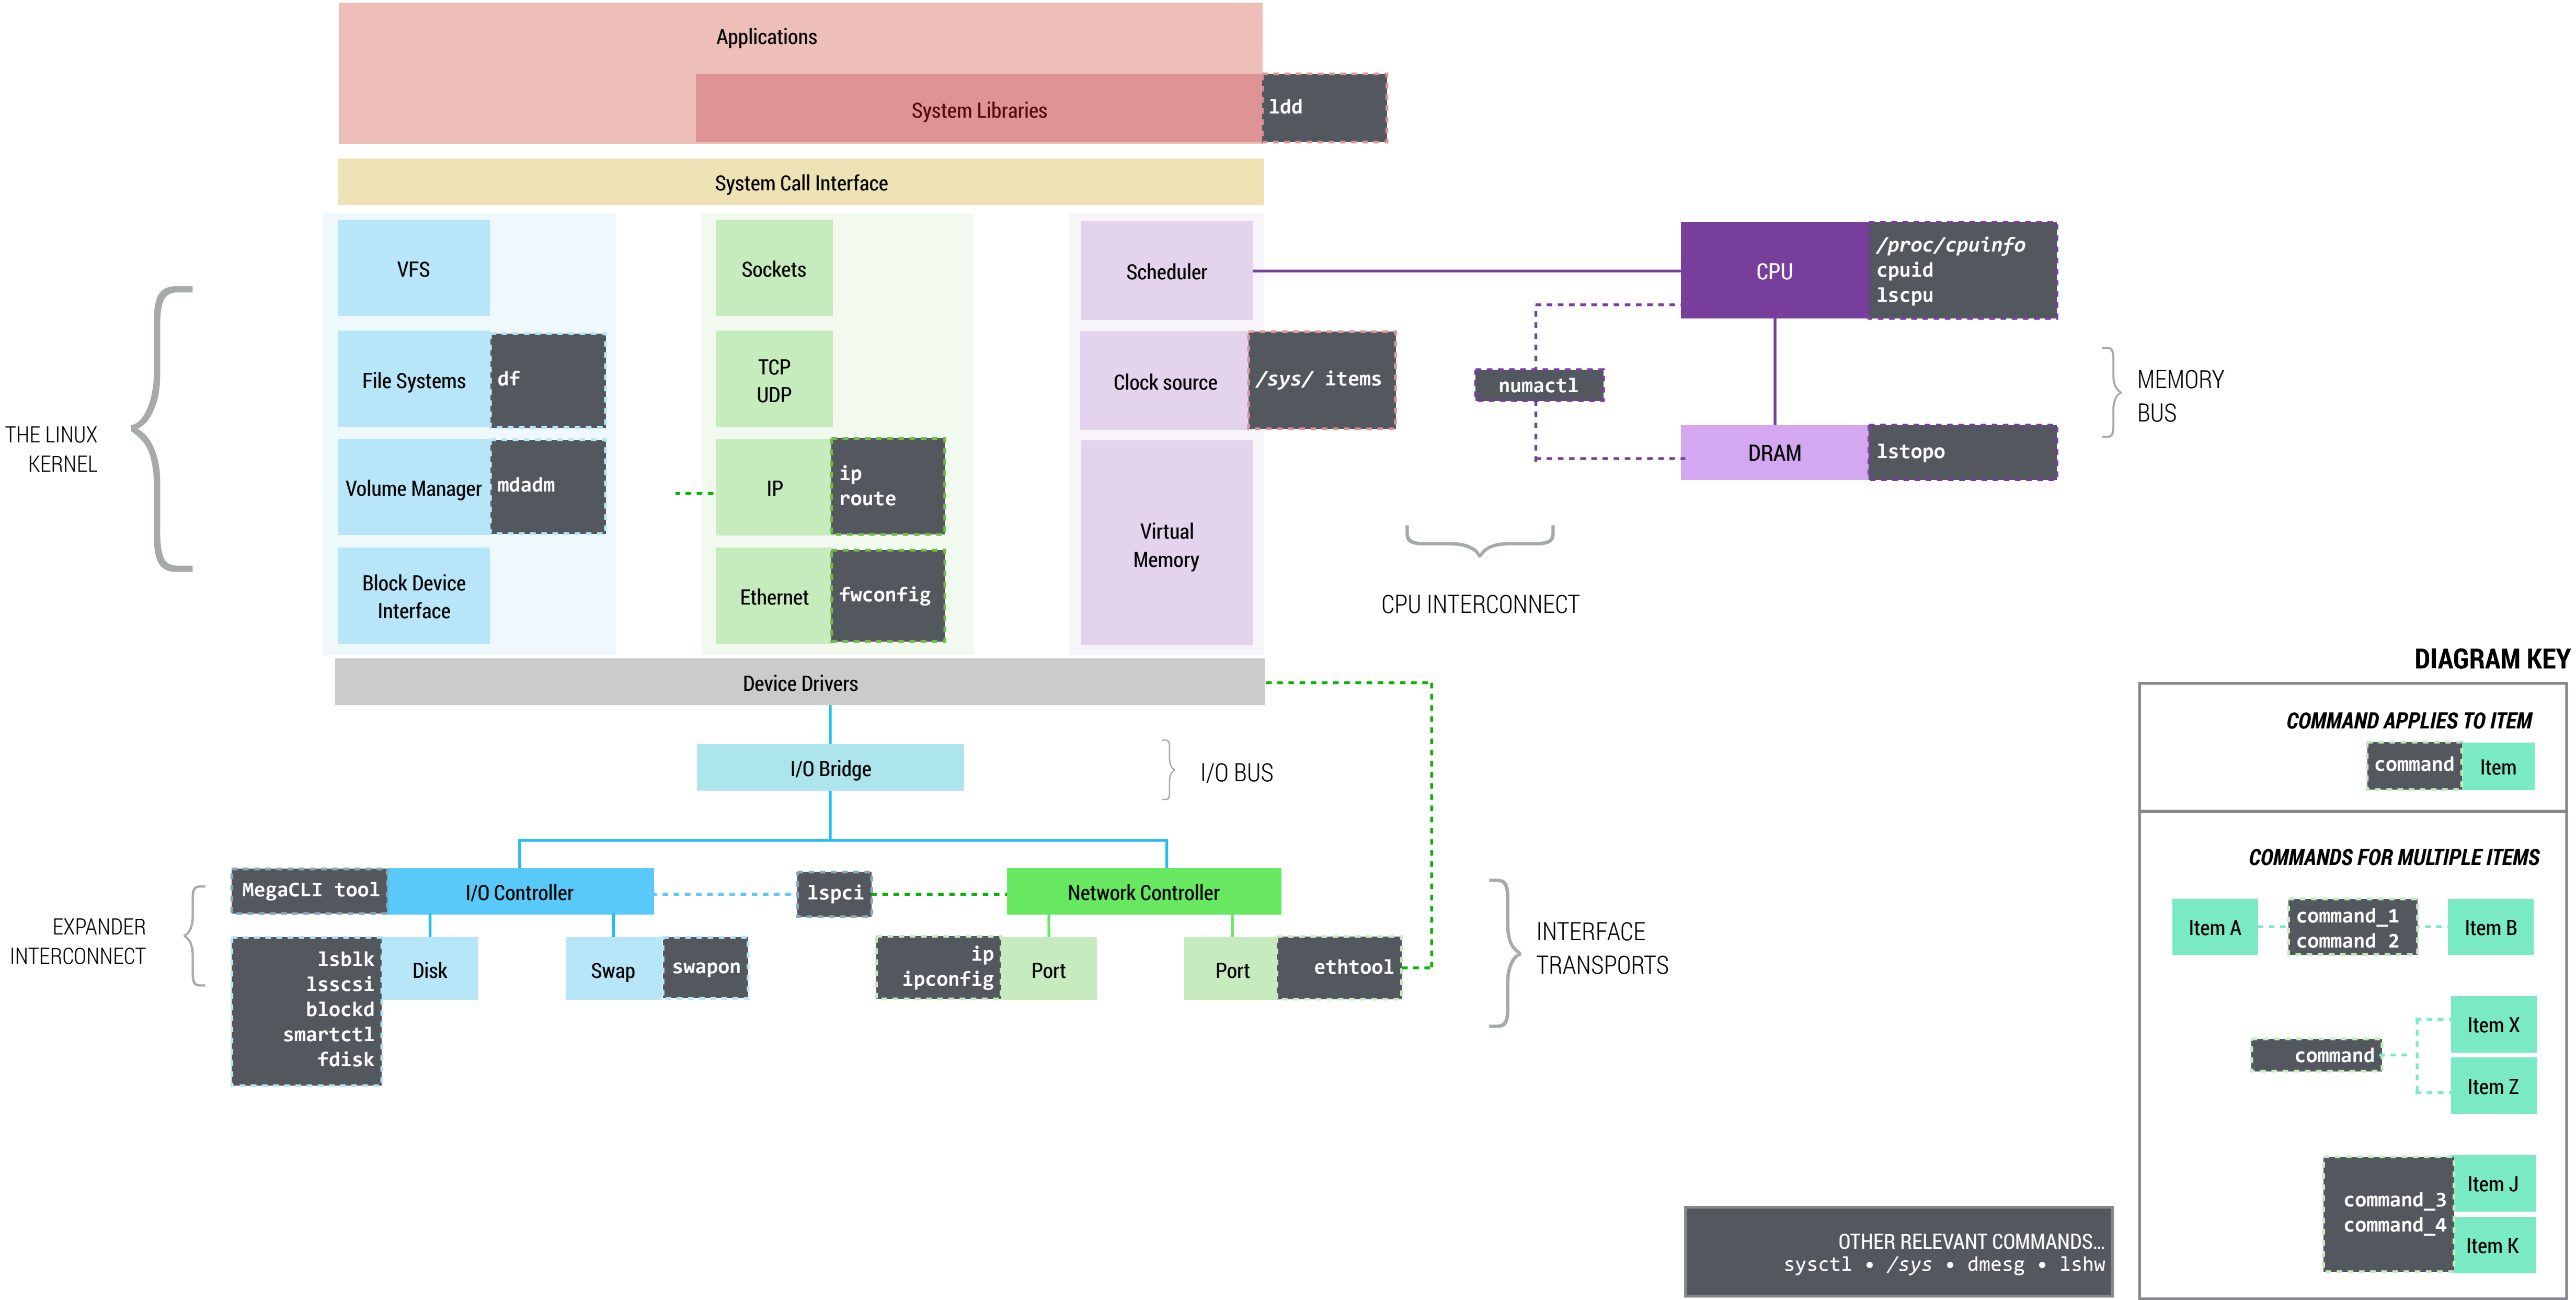 Applications
System Libraries
ldd
System Call Interface
VFS
Sockets
Scheduler
CPU
/proc/cpuinfo
cpuid
lscpu
File Systems
df
TCP
UDP
Clock source
/sys/ items
numactl
MEMORY
BUS
THE LINUX
KERNEL
Volume Manager
mdadm
IP
ip
route
DRAM
lstopo
Virtual
Memory
Block Device
Interface
Ethernet
fwconfig
CPU INTERCONNECT
Device Drivers
I/O Bridge
I/O BUS
EXPANDER
INTERCONNECT
MegaCLI tool
I/O Controller
lspci
Network Controller
lsblk
lsscsi
blockd
smartctl
fdisk
Disk
Swap
swapon
ip
ipconfig
Port
Port
ethtool
INTERFACE
TRANSPORTS
DIAGRAM KEY
COMMAND APPLIES TO ITEM
command
Item
COMMANDS FOR MULTIPLE ITEMS
Item A
command_1
command 2
Item B
command
Item X
Item Z
command_3
command_4
Item J
Item K
OTHER RELEVANT COMMANDS…
sysctl • /sys • dmesg • lshw